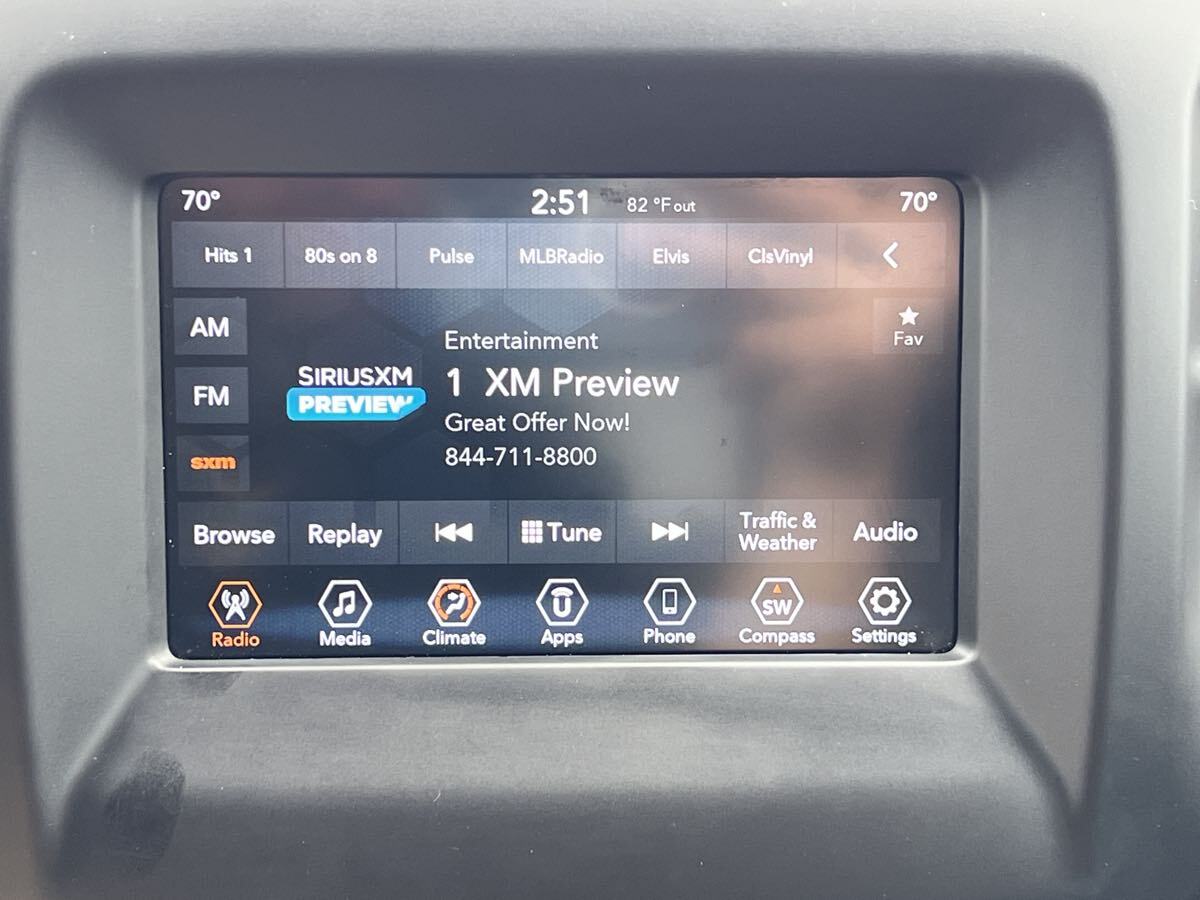 70° 2:51 82 °F out 70°
Hits 1 80s on 8 Pulse MLBRadio Elvis ClsVinyl
AM
Fav
Entertainment
FM
SIRIUSXM
PREVIEW
1 XM Preview
Great Offer Now!
844-711-8800
sxm
Browse Replay Tune Traffic & Weather Audio
SW
Radio Media Climate Apps Phone Compass Settings